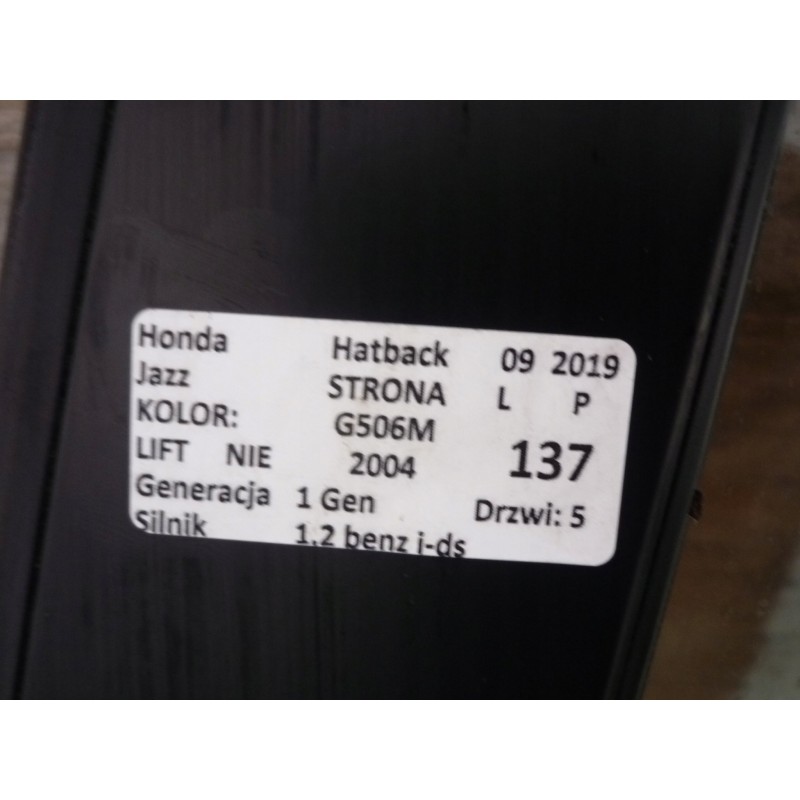 Honda Hatback 09 2019
Jazz STRONA L P
KOLOR: G506M
LIFT NIE 2004 137
Generacja 1 Gen Drzwi: 5
Silnik 1,2 benz i-ds